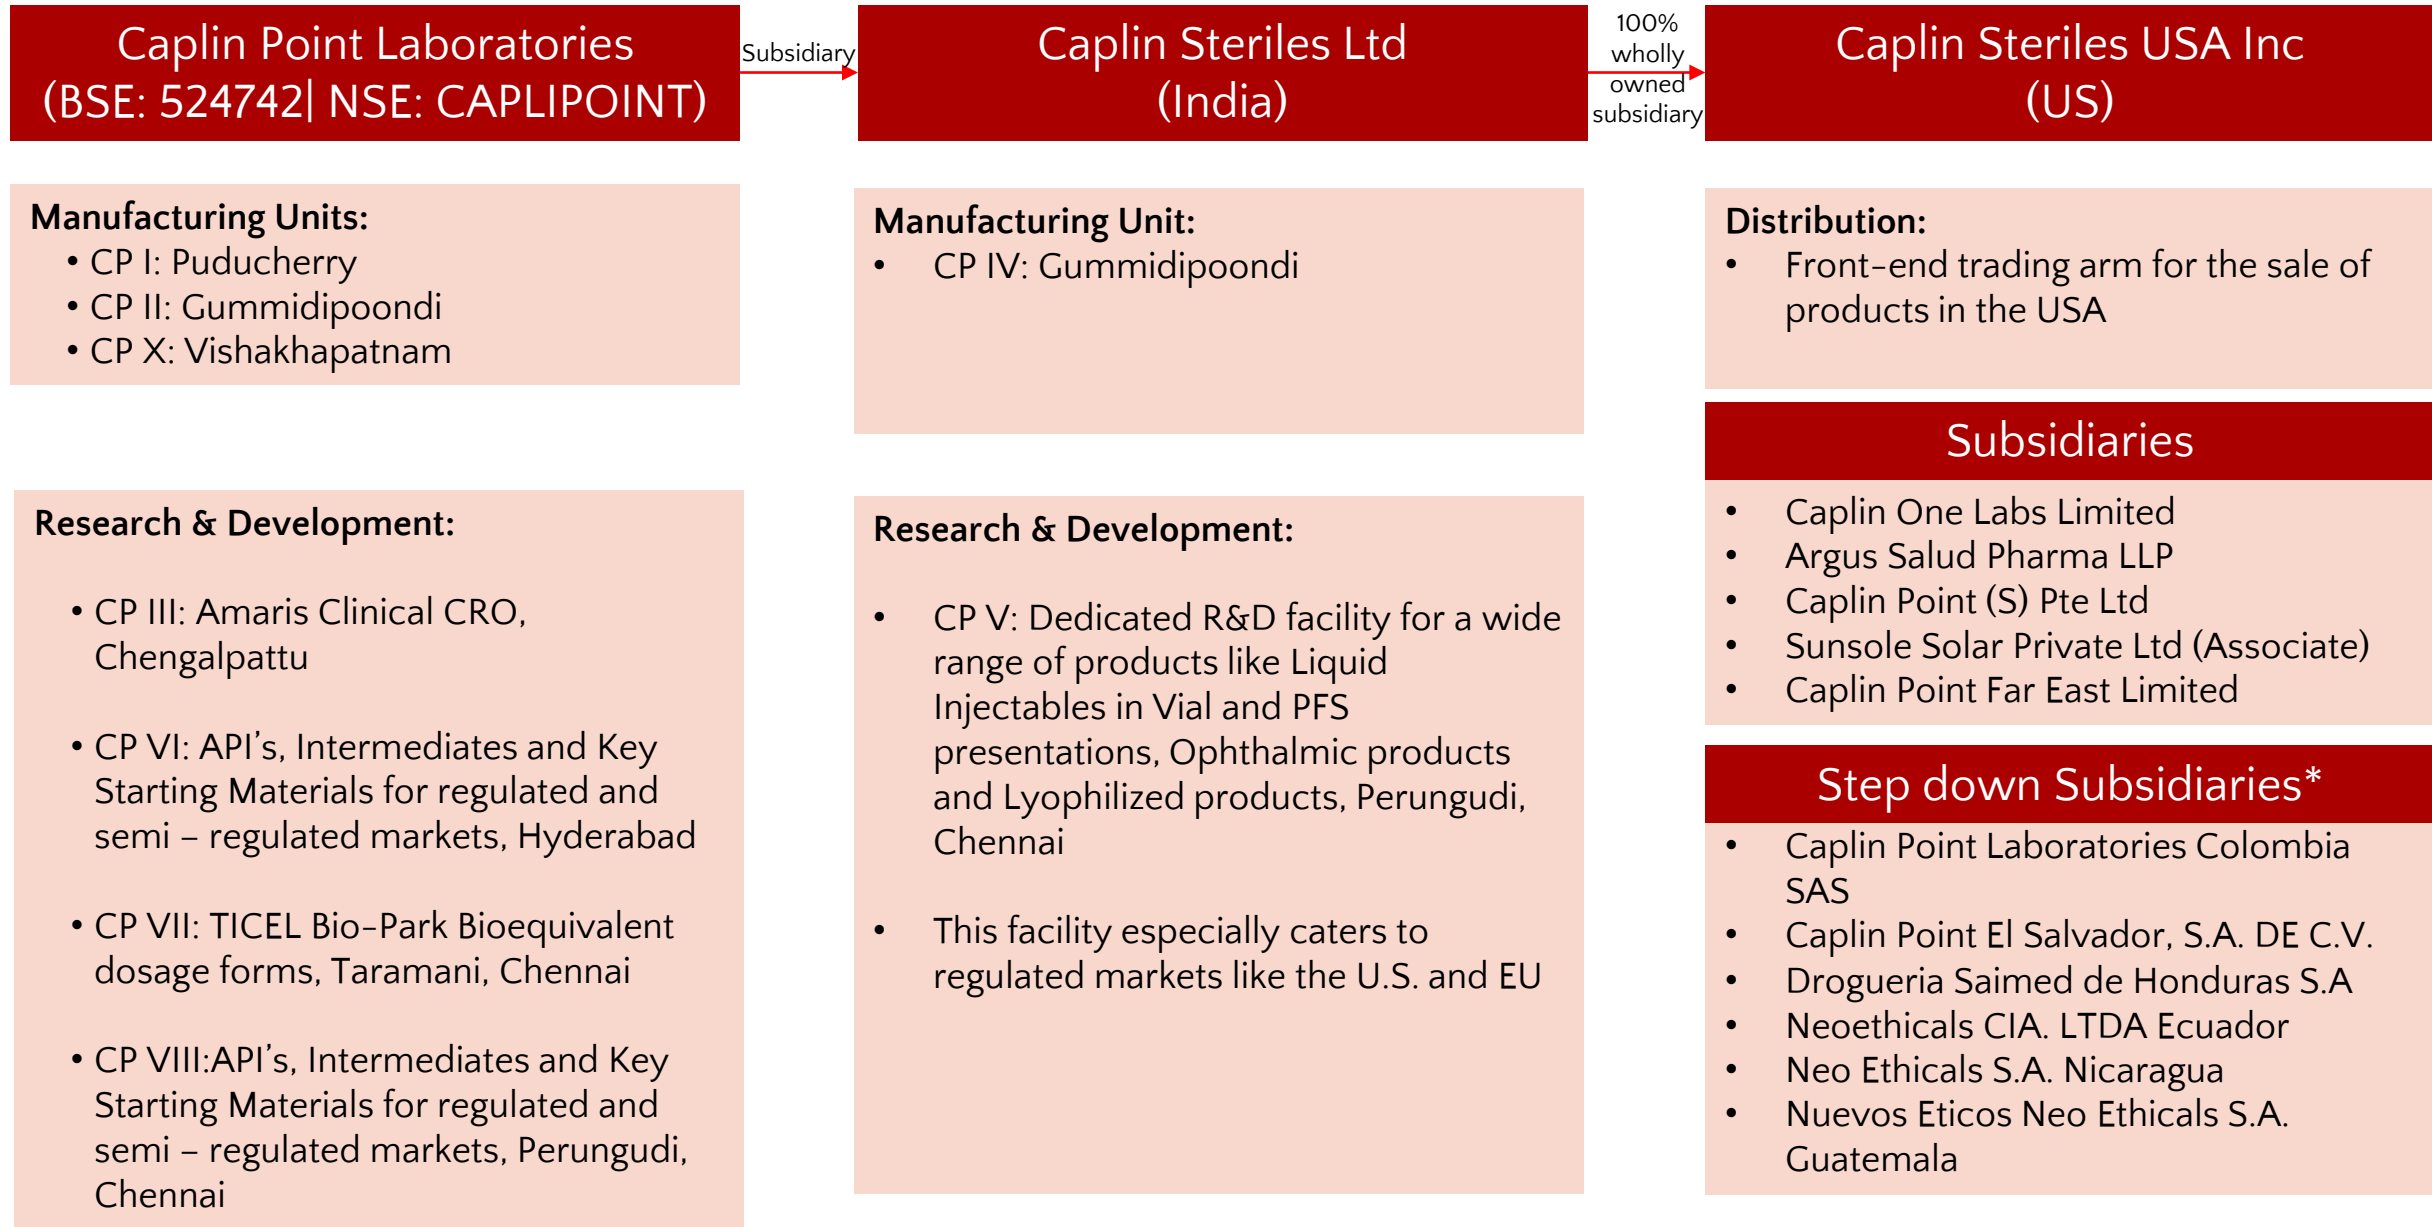 Caplin Point Laboratories
(BSE: 524742| NSE: CAPLIPOINT)
Subsidiary
Caplin Steriles Ltd
(India)
100%
wholly
owned
subsidiary
Caplin Steriles USA Inc
(US)
Manufacturing Units:
• CP I: Puducherry
• CP II: Gummidipoondi
• CP X: Vishakhapatnam
Research & Development:
• CP III: Amaris Clinical CRO,
Chengalpattu
• CP VI: API’s, Intermediates and Key
Starting Materials for regulated and
semi – regulated markets, Hyderabad
• CP VII: TICEL Bio-Park Bioequivalent
dosage forms, Taramani, Chennai
• CP VIII:API’s, Intermediates and Key
Starting Materials for regulated and
semi – regulated markets, Perungudi,
Chennai
Manufacturing Unit:
• CP IV: Gummidipoondi
Research & Development:
• CP V: Dedicated R&D facility for a wide
range of products like Liquid
Injectables in Vial and PFS
presentations, Ophthalmic products
and Lyophilized products, Perungudi,
Chennai
• This facility especially caters to
regulated markets like the U.S. and EU
Distribution:
• Front-end trading arm for the sale of
products in the USA
Subsidiaries
• Caplin One Labs Limited
• Argus Salud Pharma LLP
• Caplin Point (S) Pte Ltd
• Sunsole Solar Private Ltd (Associate)
• Caplin Point Far East Limited
Step down Subsidiaries*
• Caplin Point Laboratories Colombia
SAS
• Caplin Point El Salvador, S.A. DE C.V.
• Drogueria Saimed de Honduras S.A
• Neoethicals CIA. LTDA Ecuador
• Neo Ethicals S.A. Nicaragua
• Nuevos Eticos Neo Ethicals S.A.
Guatemala